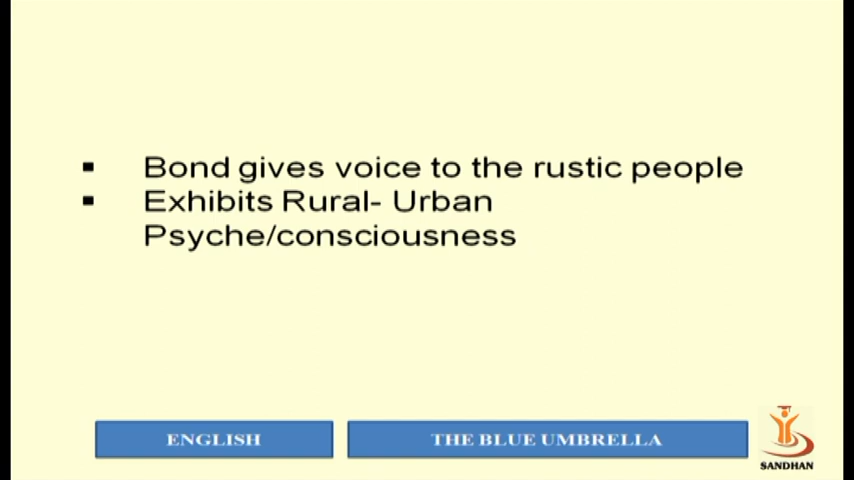 ▪ Bond gives voice to the rustic people
▪ Exhibits Rural- Urban
Psyche/consciousness
ENGLISH
THE BLUE UMBRELLA
SANDHAN